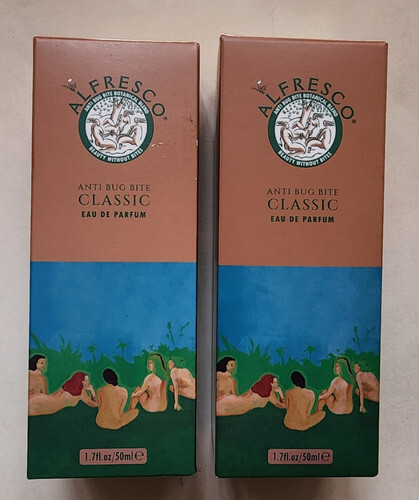 ALFRESCO®
ANTI BUG BITE BOTANICAL BLEND
BEAUTY WITHOUT BITES
ANTI BUG BITE
CLASSIC
EAU DE PARFUM
1.7fl.oz/50ml℮
ALFRESCO®
ANTI BUG BITE BOTANICAL BLEND
BEAUTY WITHOUT BITES
ANTI BUG BITE
CLASSIC
EAU DE PARFUM
1.7fl.oz/50ml℮